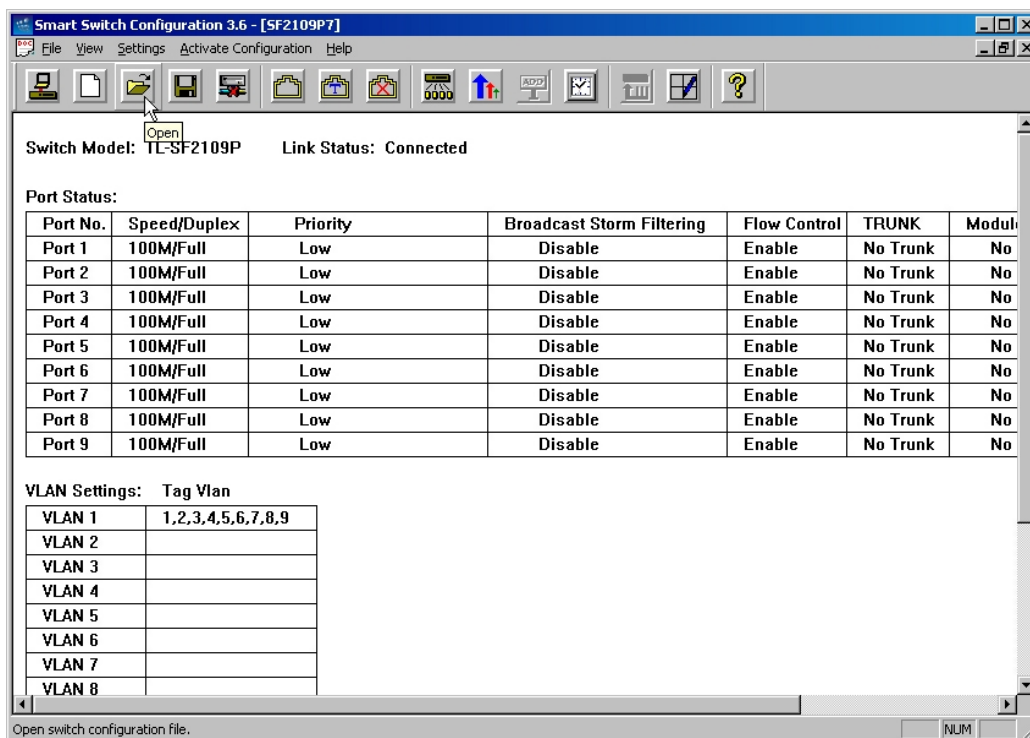 Smart Switch Configuration 3.6 - [SF2109P7]
File View Settings Activate Configuration Help
ADD
Open
Switch Model: TL-SF2109P Link Status: Connected
Port Status:
Port No. Speed/Duplex Priority Broadcast Storm Filtering Flow Control TRUNK
Port 1 100M/Full Low Disable Enable No Trunk No
Port 2 100M/Full Low Disable Enable No Trunk No
Port 3 100M/Full Low Disable Enable No Trunk No
Port 4 100M/Full Low Disable Enable No Trunk No
Port 5 100M/Full Low Disable Enable No Trunk No
Port 6 100M/Full Low Disable Enable No Trunk No
Port 7 100M/Full Low Disable Enable No Trunk No
Port 8 100M/Full Low Disable Enable No Trunk No
Port 9 100M/Full Low Disable Enable No Trunk No
VLAN Settings: Tag Vlan
VLAN 1 1,2,3,4,5,6,7,8,9
VLAN 2
VLAN 3
VLAN 4
VLAN 5
VLAN 6
VLAN 7
VLAN 8
Open switch configuration file. NUM